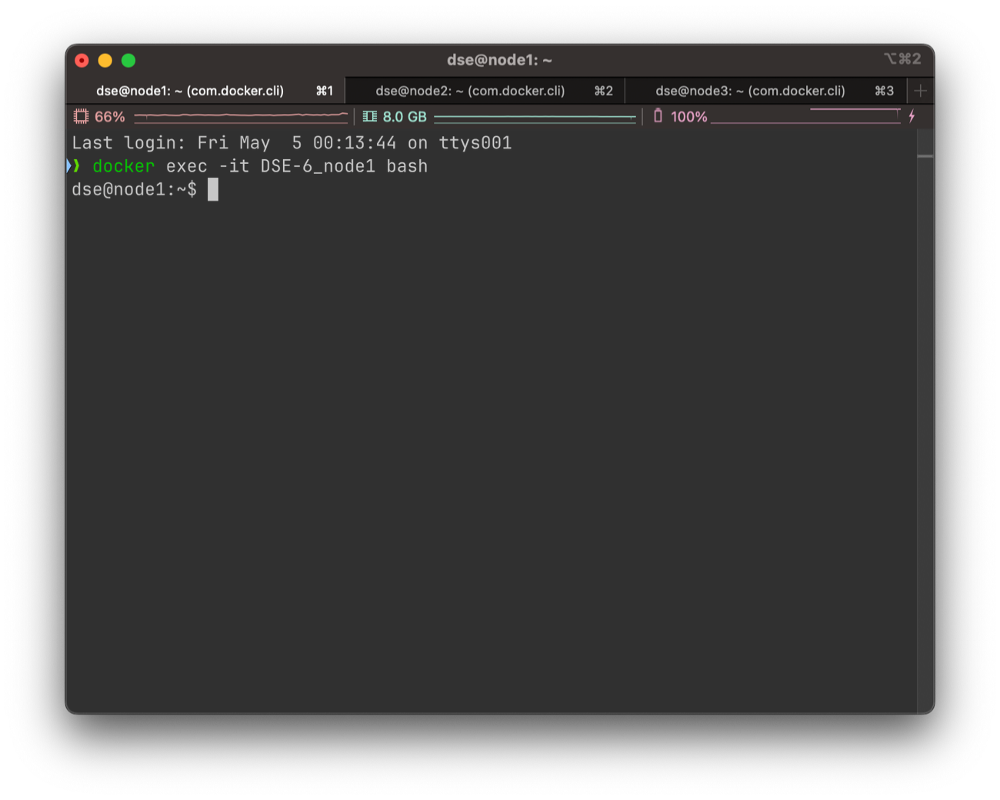 dse@node1: ~
⌥⌘2
dse@node1: ~ (com.docker.cli) ⌘1
dse@node2: ~ (com.docker.cli) ⌘2
dse@node3: ~ (com.docker.cli) ⌘3
66%
8.0 GB
100%
Last login: Fri May  5 00:13:44 on ttys001
docker exec -it DSE-6_node1 bash
dse@node1:~$